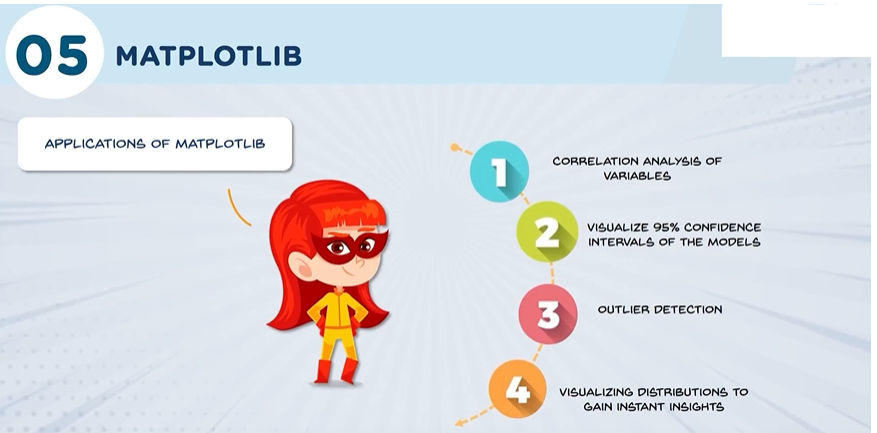 05 MATPLOTLIB
APPLICATIONS OF MATPLOTLIB
1
CORRELATION ANALYSIS OF
VARIABLES
2
VISUALIZE 95% CONFIDENCE
INTERVALS OF THE MODELS
3
OUTLIER DETECTION
4
VISUALIZING DISTRIBUTIONS TO
GAIN INSTANT INSIGHTS